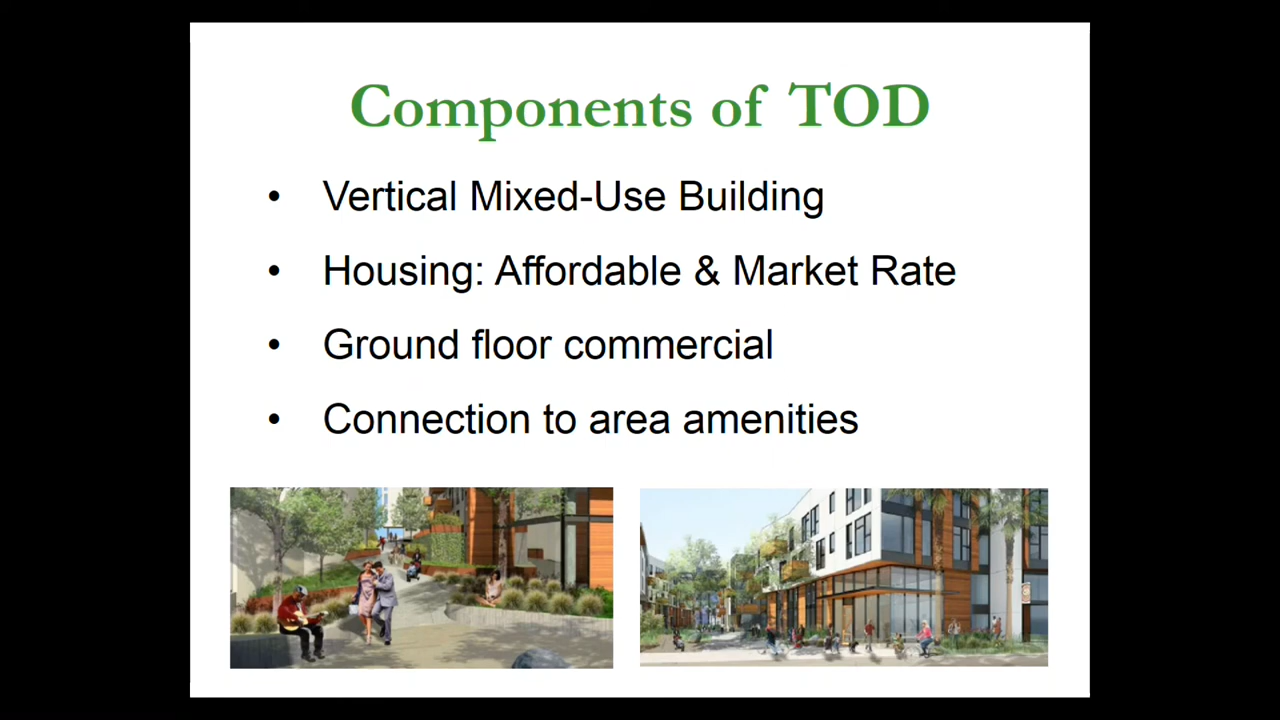 Components of TOD
• Vertical Mixed-Use Building
• Housing: Affordable & Market Rate
• Ground floor commercial
• Connection to area amenities